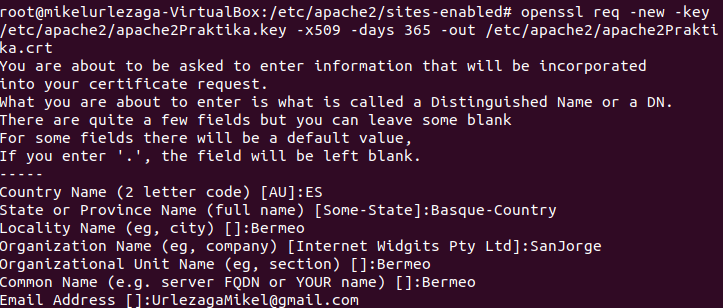 root@mikelurlezaga-VirtualBox:/etc/apache2/sites-enabled# openssl req -new -key
/etc/apache2/apache2Praktika.key -x509 -days 365 -out /etc/apache2/apache2Prakti
ka.crt
You are about to be asked to enter information that will be incorporated
into your certificate request.
What you are about to enter is what is called a Distinguished Name or a DN.
There are quite a few fields but you can leave some blank
For some fields there will be a default value,
If you enter '.', the field will be left blank.
-----
Country Name (2 letter code) [AU]:ES
State or Province Name (full name) [Some-State]:Basque-Country
Locality Name (eg, city) []:Bermeo
Organization Name (eg, company) [Internet Widgits Pty Ltd]:SanJorge
Organizational Unit Name (eg, section) []:Bermeo
Common Name (e.g. server FQDN or YOUR name) []:Bermeo
Email Address []:UrlezagaMikel@gmail.com